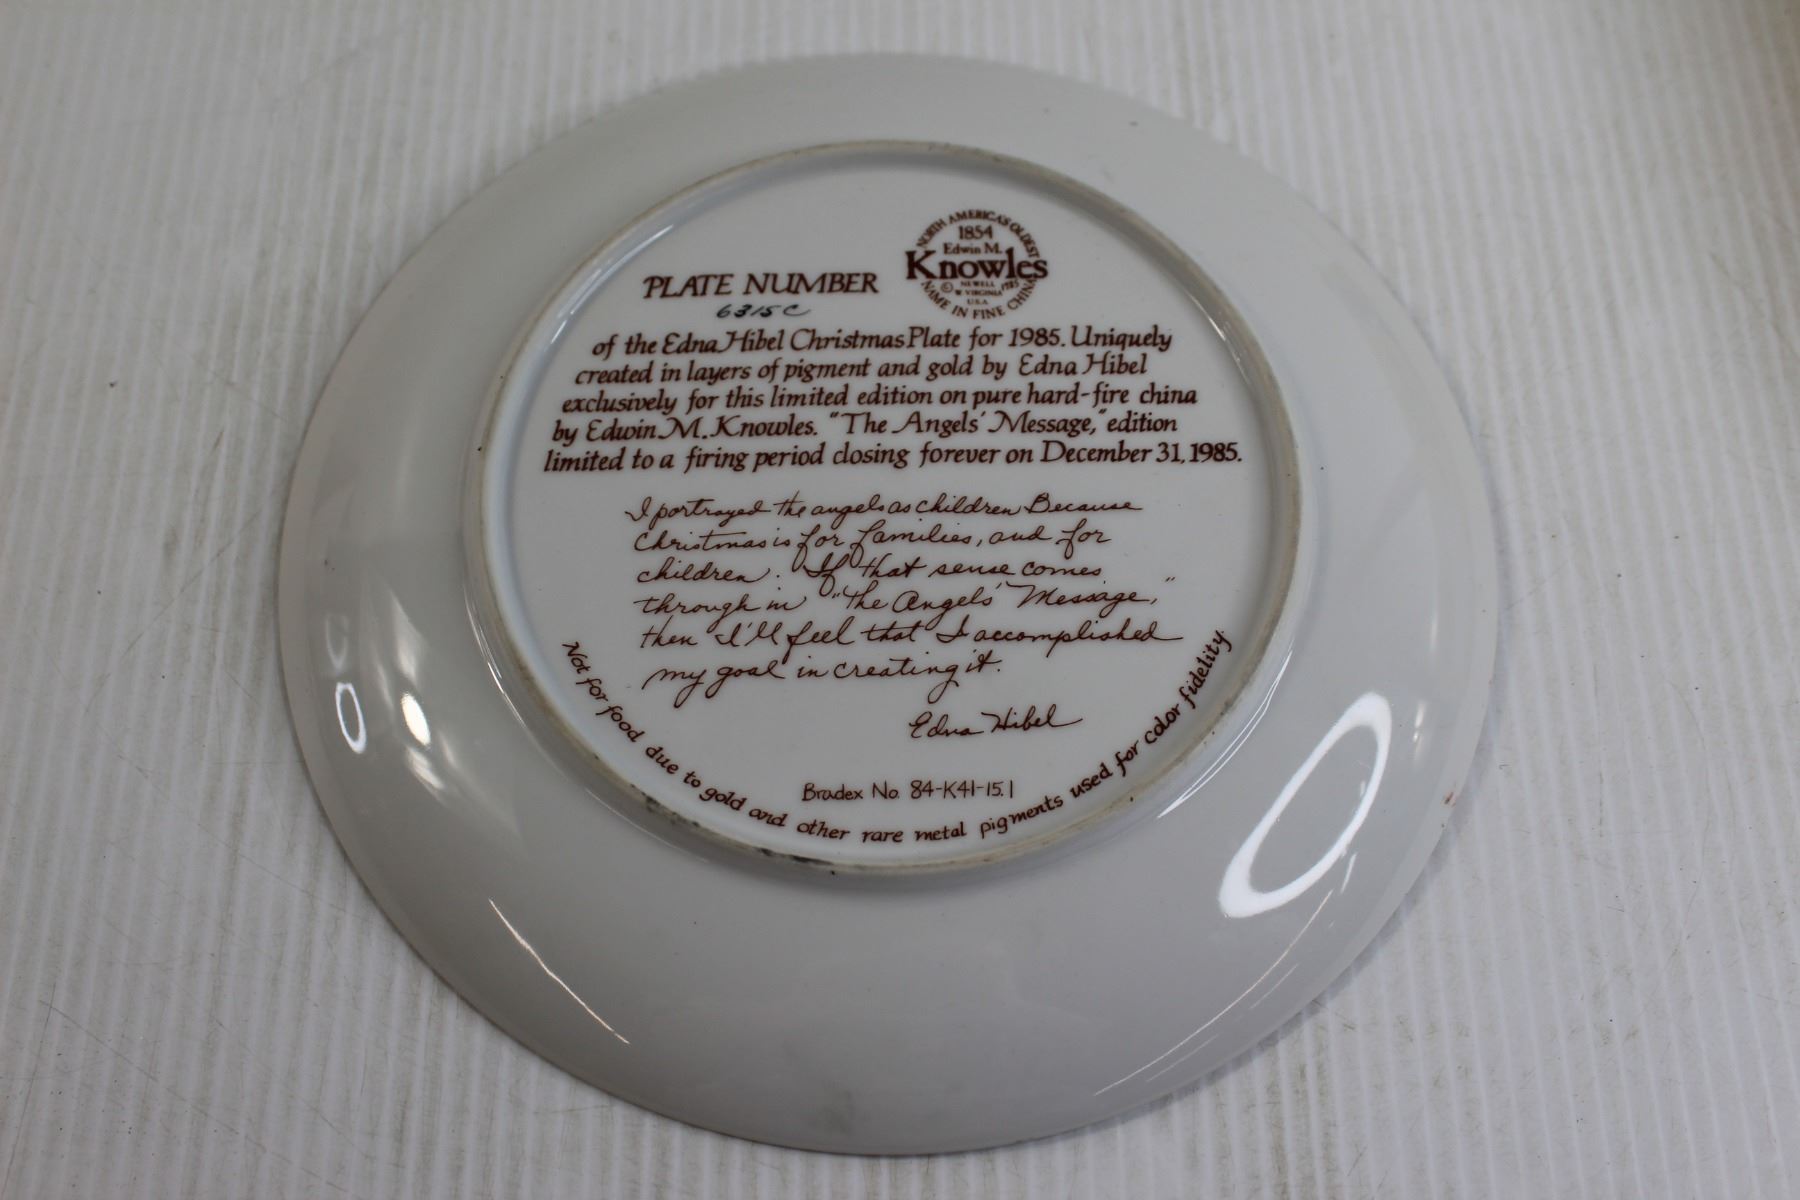 NORTH AMERICA'S OLDEST
1854
Edwin M.
Knowles
© NEWELL 1985
W. VIRGINIA
U.S.A.
NAME IN FINE CHINA
PLATE NUMBER
6315C
of the Edna Hibel Christmas Plate for 1985. Uniquely
created in layers of pigment and gold by Edna Hibel
exclusively for this limited edition on pure hard-fire china
by Edwin M. Knowles. "The Angels' Message," edition
limited to a firing period closing forever on December 31, 1985.
I portrayed the angels as children Because
Christmas is for families, and for
children. If that sense comes
through in "The Angels' Message,"
then I'll feel that I accomplished
my goal in creating it.
Edna Hibel
Bradex No. 84-K41-15.1
Not for food due to gold and other rare metal pigments used for color fidelity